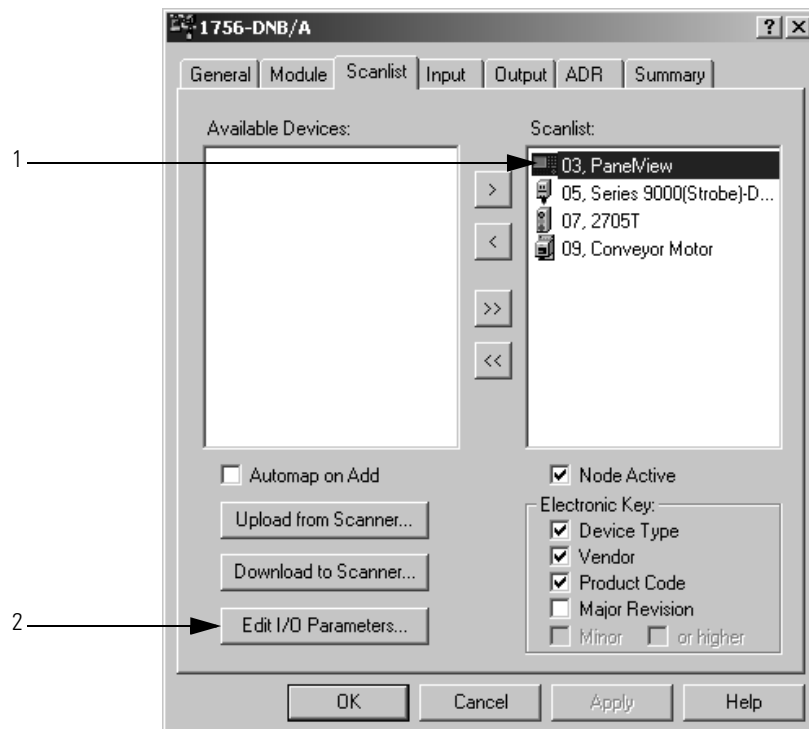 1756-DNB/A
General Module Scanlist Input Output ADR Summary
Available Devices:
Scanlist:
1
03, PanelView
05, Series 9000(Strobe)-D...
07, 2705T
09, Conveyor Motor
>
<
>>
<<
Automap on Add
Node Active
Upload from Scanner...
Download to Scanner...
2
Edit I/O Parameters...
Electronic Key:
Device Type
Vendor
Product Code
Major Revision
Minor or higher
OK Cancel Apply Help